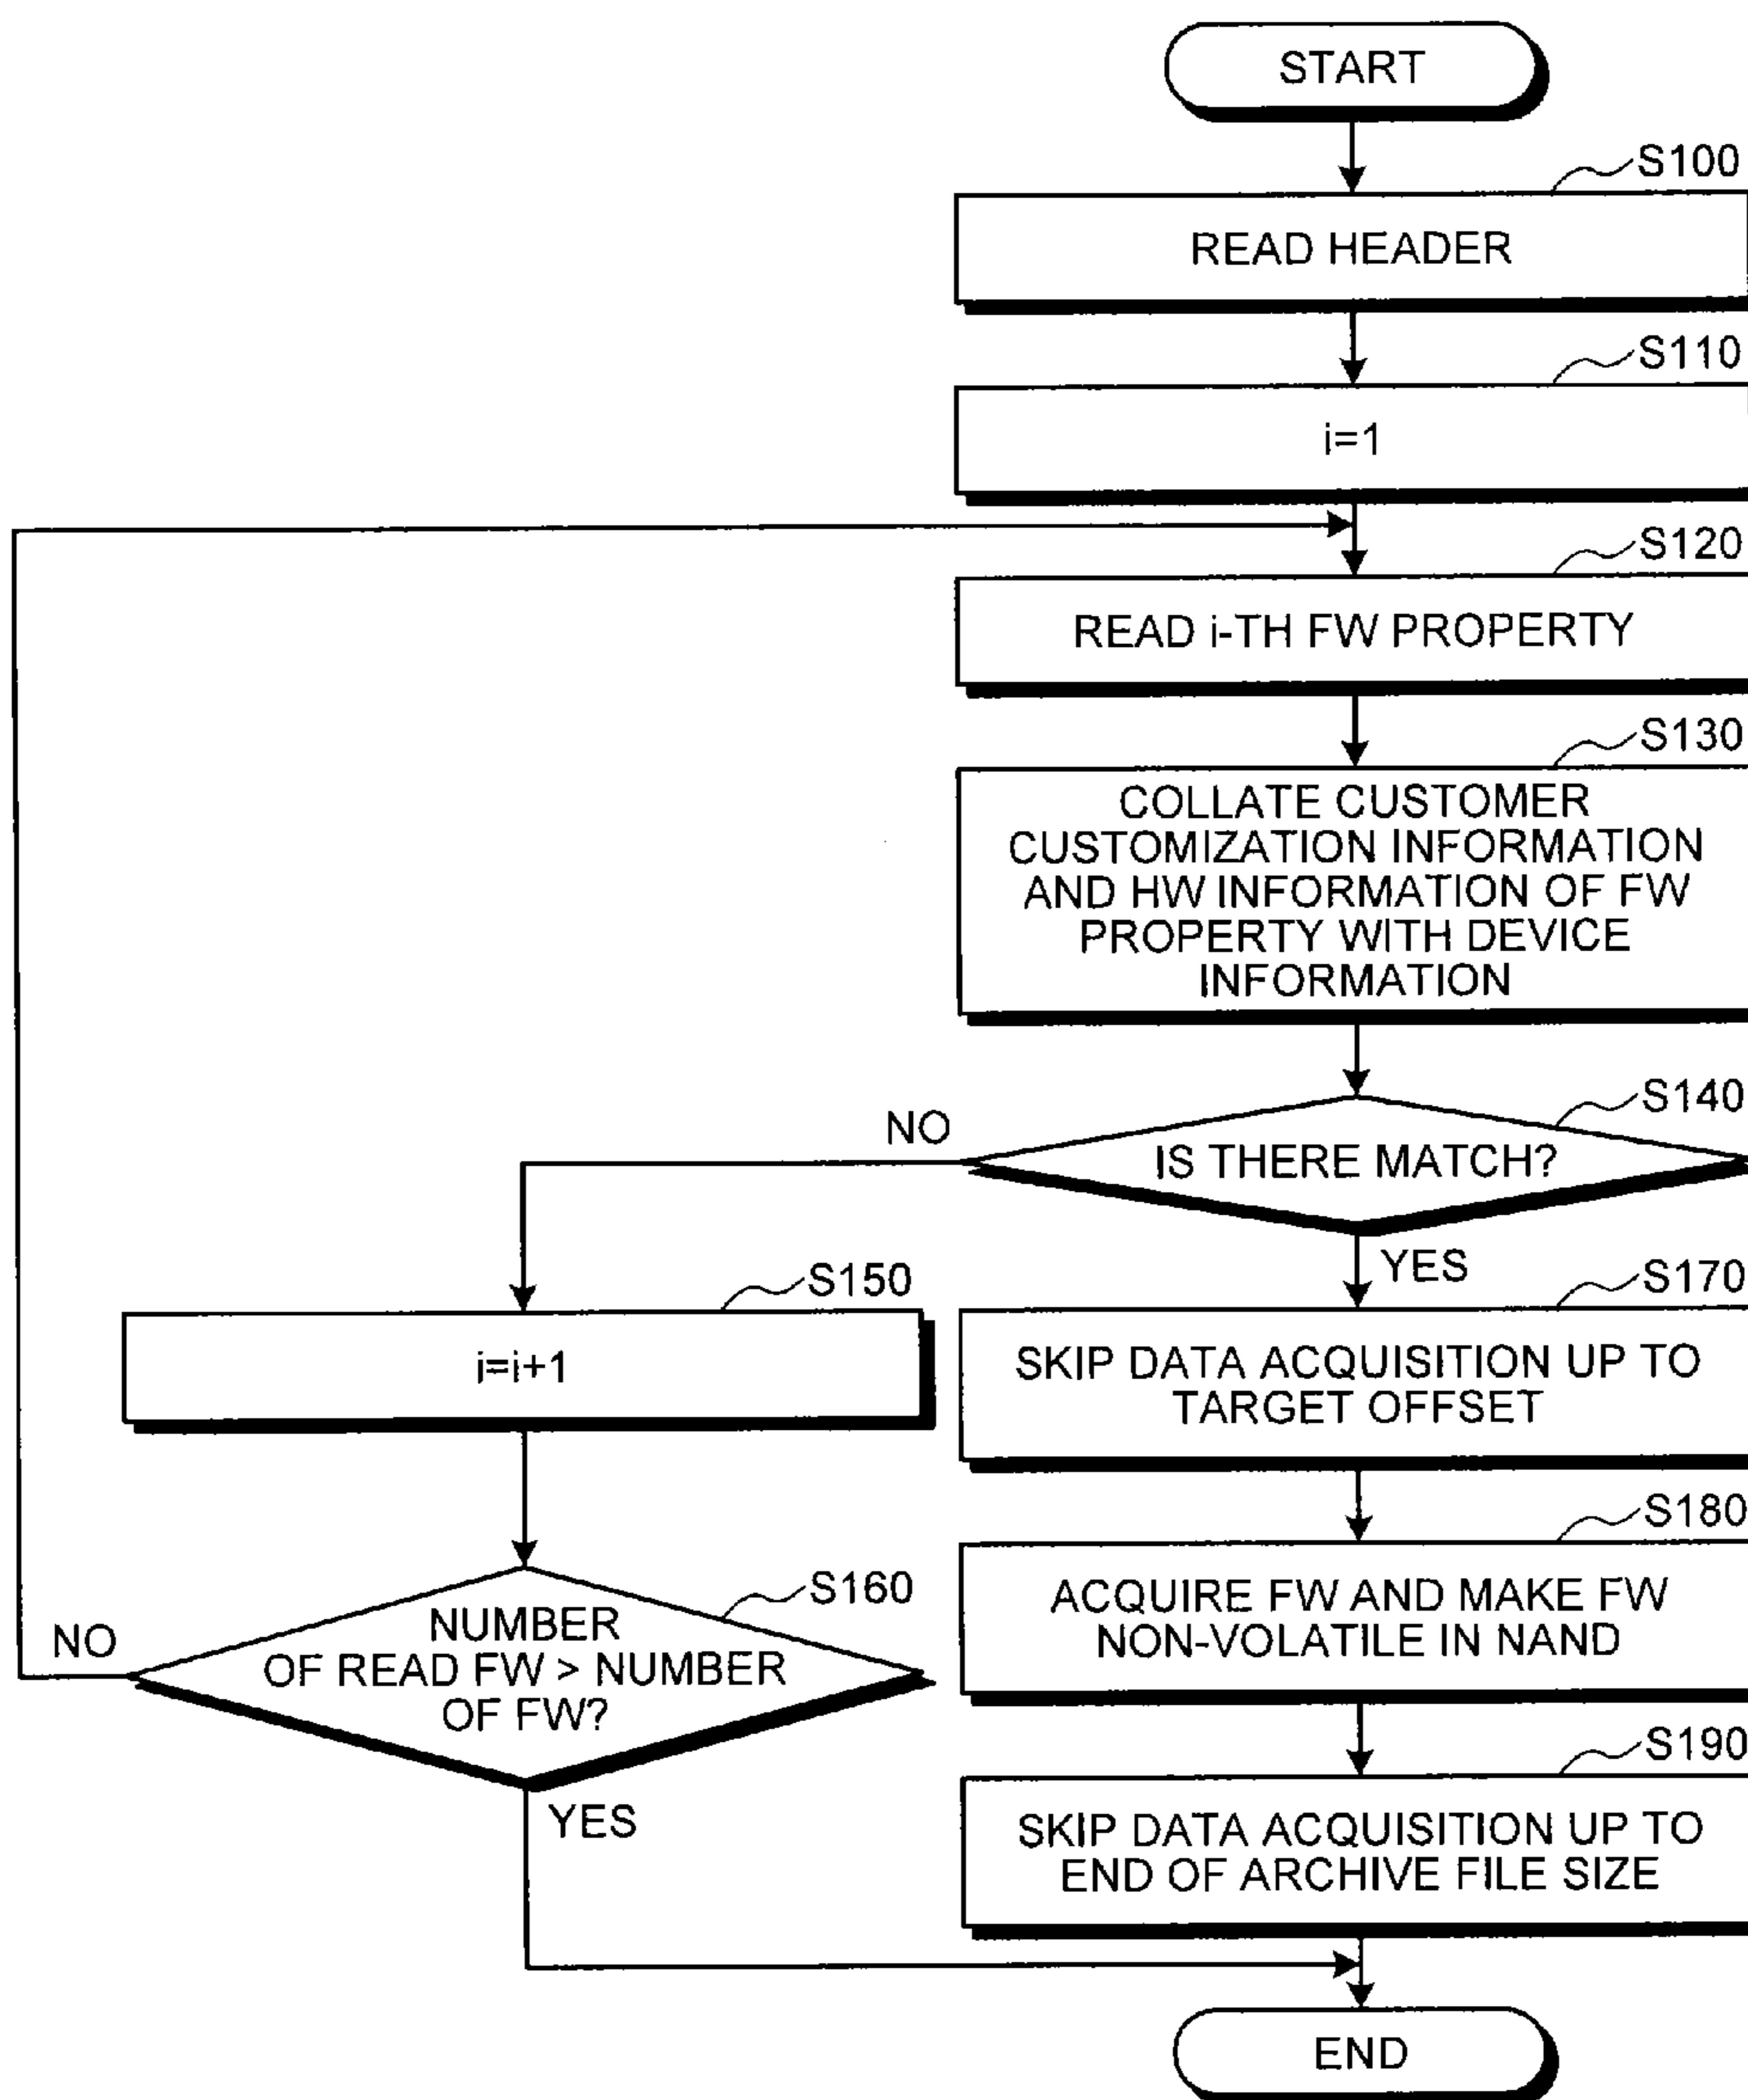 START
S100
READ HEADER
S110
i=1
S120
READ i-TH FW PROPERTY
S130
COLLATE CUSTOMER
CUSTOMIZATION INFORMATION
AND HW INFORMATION OF FW
PROPERTY WITH DEVICE
INFORMATION
S140
NO
IS THERE MATCH?
YES
S150
i=i+1
S160
NUMBER
OF READ FW > NUMBER
OF FW?
NO
YES
S170
SKIP DATA ACQUISITION UP TO
TARGET OFFSET
S180
ACQUIRE FW AND MAKE FW
NON-VOLATILE IN NAND
S190
SKIP DATA ACQUISITION UP TO
END OF ARCHIVE FILE SIZE
END